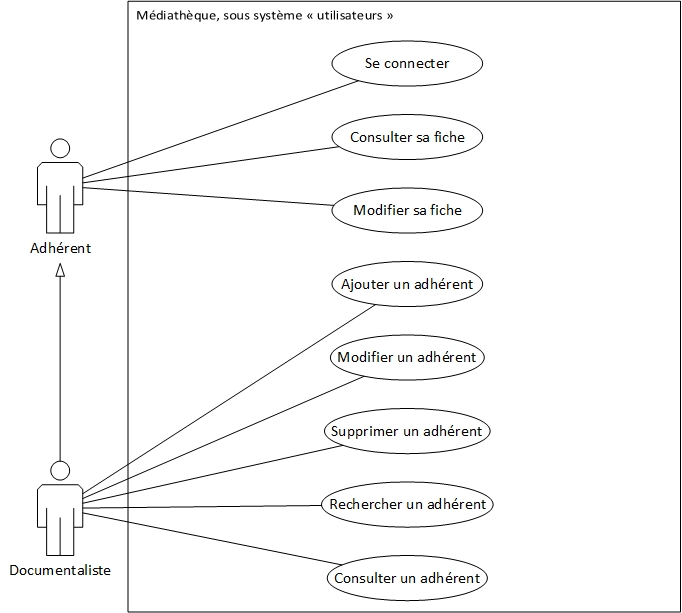 Médiathèque, sous système « utilisateurs »
Se connecter
Consulter sa fiche
Modifier sa fiche
Adhérent
Ajouter un adhérent
Modifier un adhérent
Supprimer un adhérent
Rechercher un adhérent
Documentaliste
Consulter un adhérent